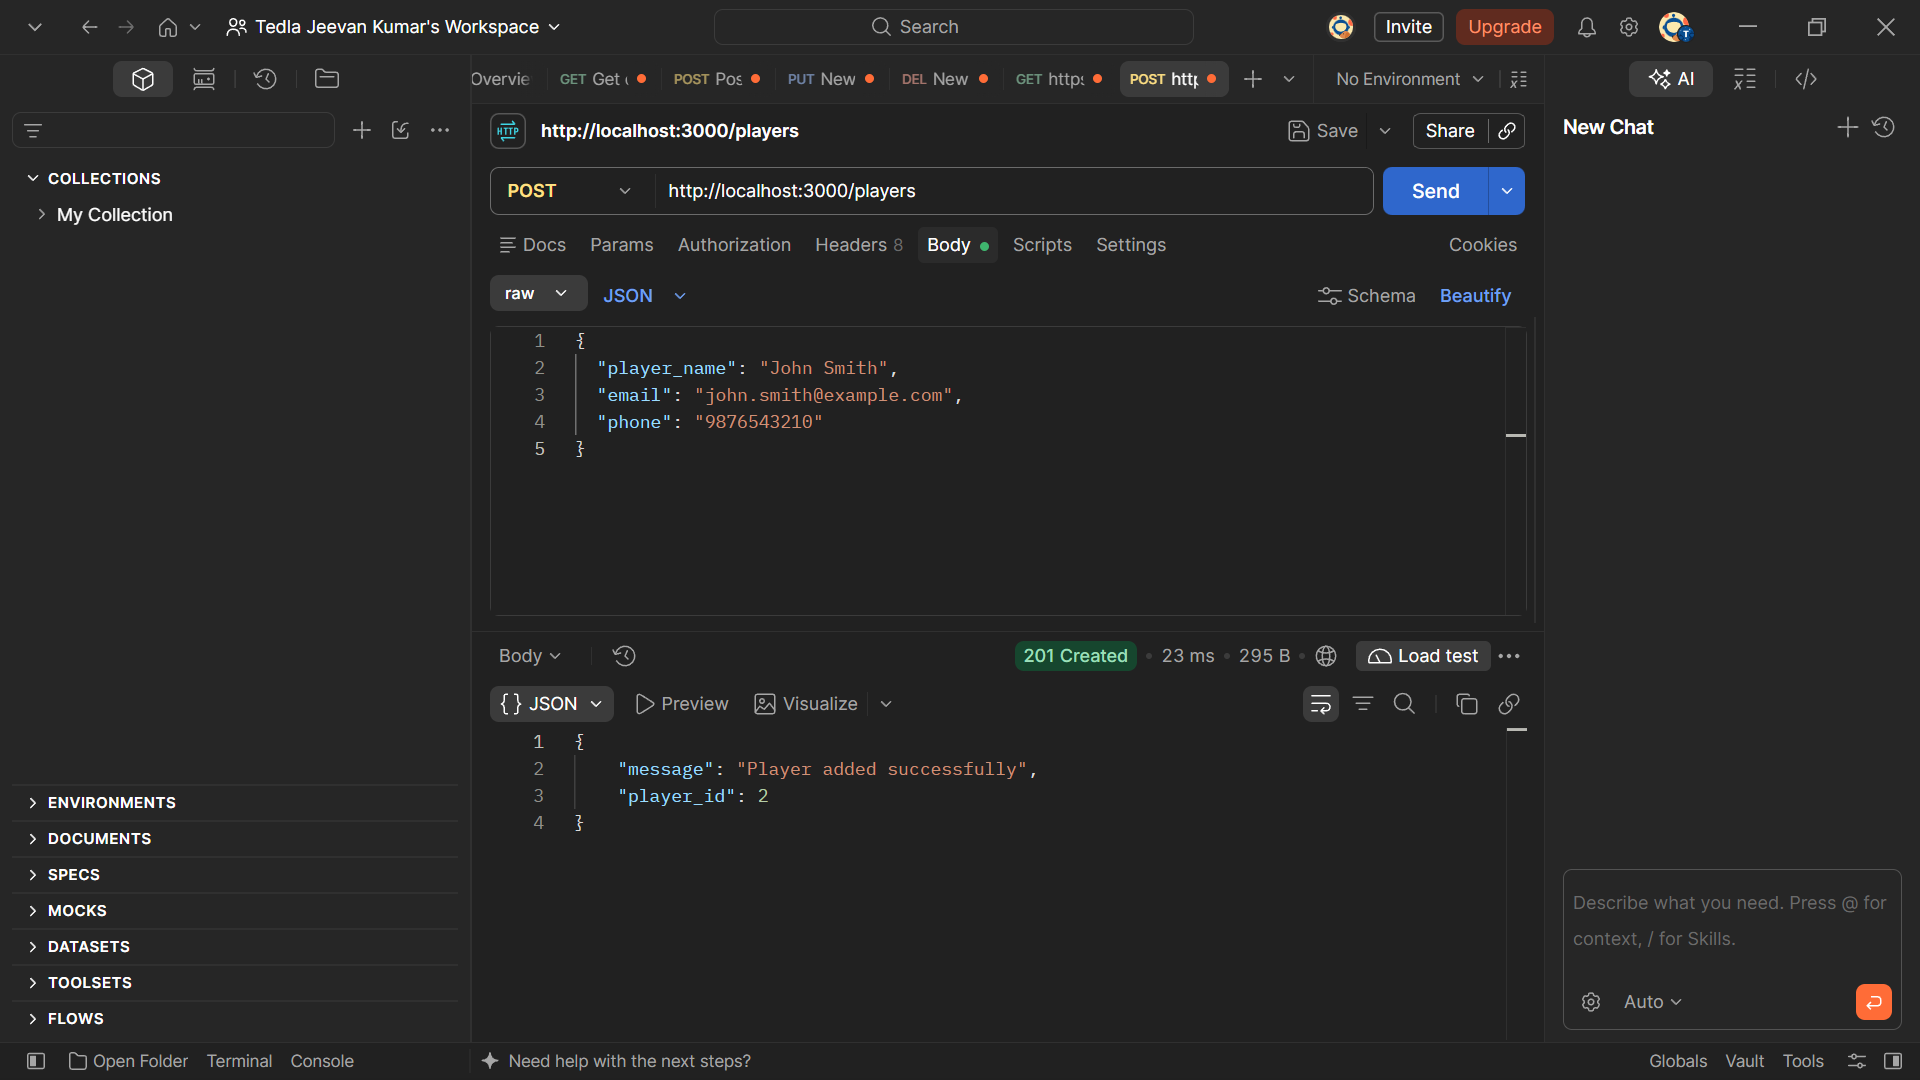 Tedla Jeevan Kumar's Workspace
Search
Invite
Upgrade
Overvie
GET Get
POST Pos
PUT New
DEL New
GET https
POST http
No Environment
AI
HTTP
http://localhost:3000/players
Save
Share
New Chat
COLLECTIONS
My Collection
POST
http://localhost:3000/players
Send
Docs
Params
Authorization
Headers 8
Body
Scripts
Settings
Cookies
raw
JSON
Schema
Beautify
1 {
2 "player_name": "John Smith",
3 "email": "john.smith@example.com",
4 "phone": "9876543210"
5 }
Body
201 Created
23 ms
295 B
Load test
{} JSON
Preview
Visualize
1 {
2 "message": "Player added successfully",
3 "player_id": 2
4 }
ENVIRONMENTS
DOCUMENTS
SPECS
MOCKS
DATASETS
TOOLSETS
FLOWS
Describe what you need. Press @ for
context, / for Skills.
Auto
Open Folder
Terminal
Console
Need help with the next steps?
Globals
Vault
Tools